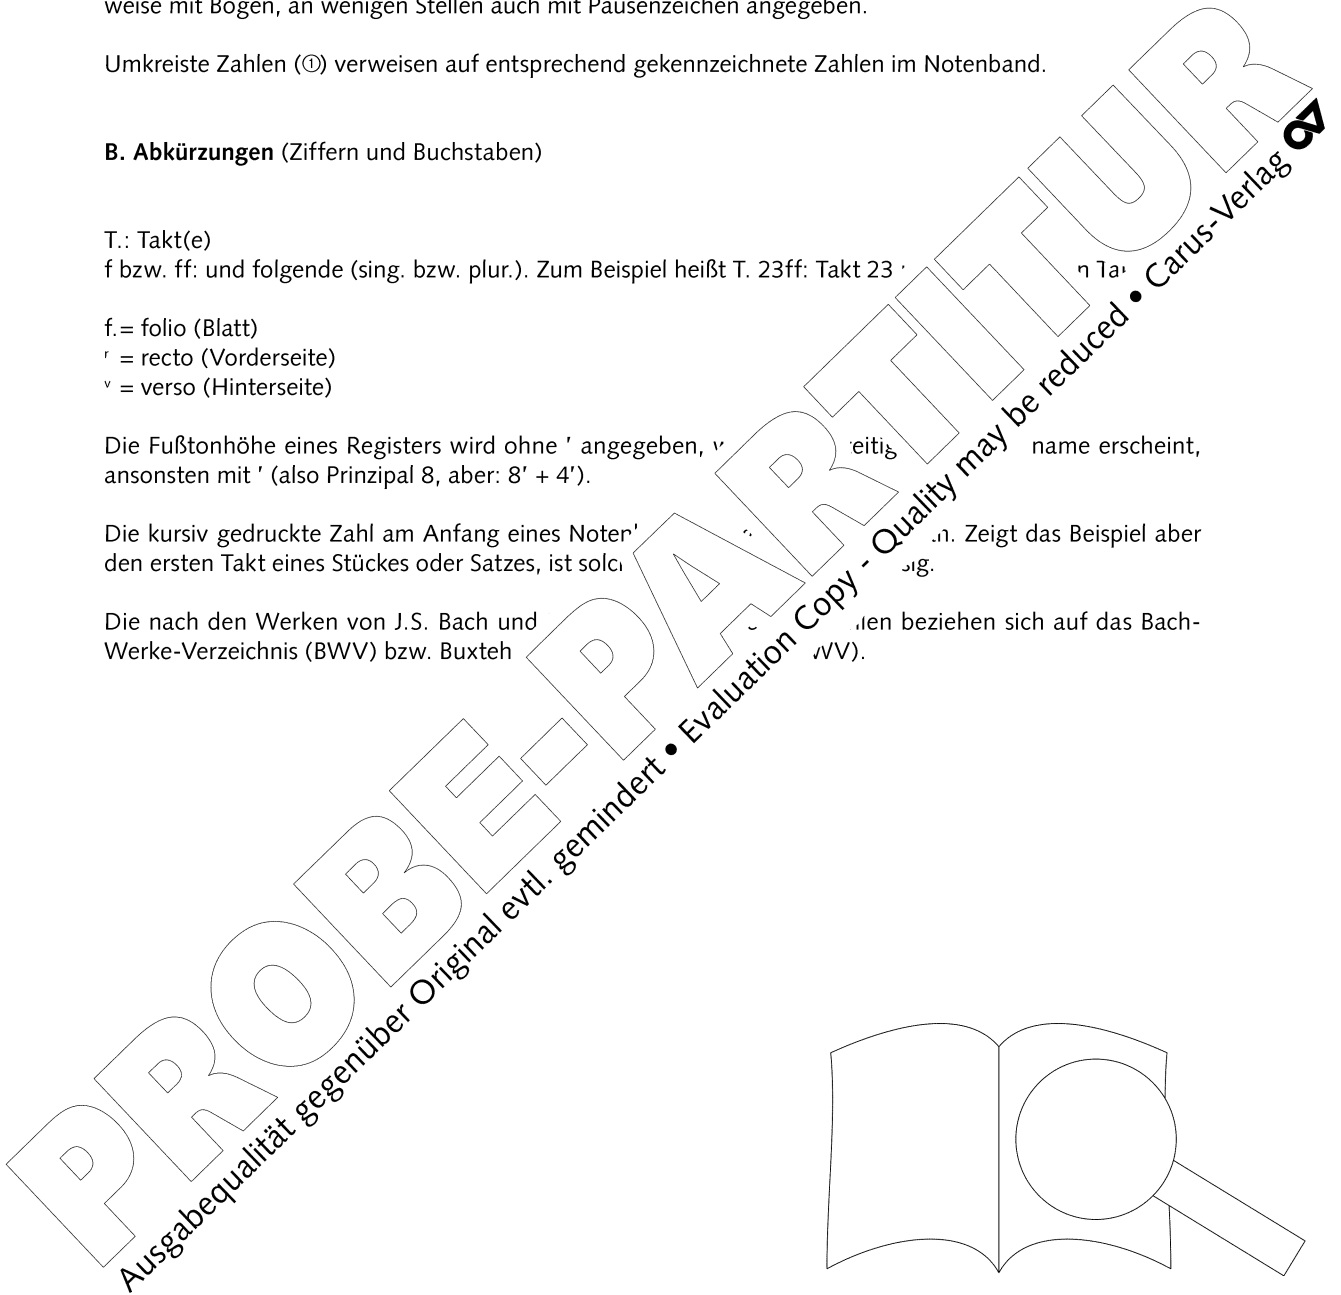 weise mit Bögen, an wenigen Stellen auch mit Pausenzeichen angegeben.
Umkreiste Zahlen (①) verweisen auf entsprechend gekennzeichnete Zahlen im Notenband.
B. Abkürzungen (Ziffern und Buchstaben)
T.: Takt(e)
f bzw. ff: und folgende (sing. bzw. plur.). Zum Beispiel heißt T. 23ff: Takt 23
f. = folio (Blatt)
r = recto (Vorderseite)
v = verso (Hinterseite)
Die Fußtonhöhe eines Registers wird ohne ’ angegeben, name erscheint,
ansonsten mit ’ (also Prinzipal 8, aber: 8’ + 4’).
Die kursiv gedruckte Zahl am Anfang eines Zeigt das Beispiel aber
den ersten Takt eines Stückes oder Satzes, ist
Die nach den Werken von J.S. Bach und beziehen sich auf das Bach-
Werke-Verzeichnis (BWV) bzw.
PROBE-PARTITUR
Ausgabequalität gegenüber Original evtl. gemindert • Evaluation Copy - Quality may be reduced • Carus-Verlag